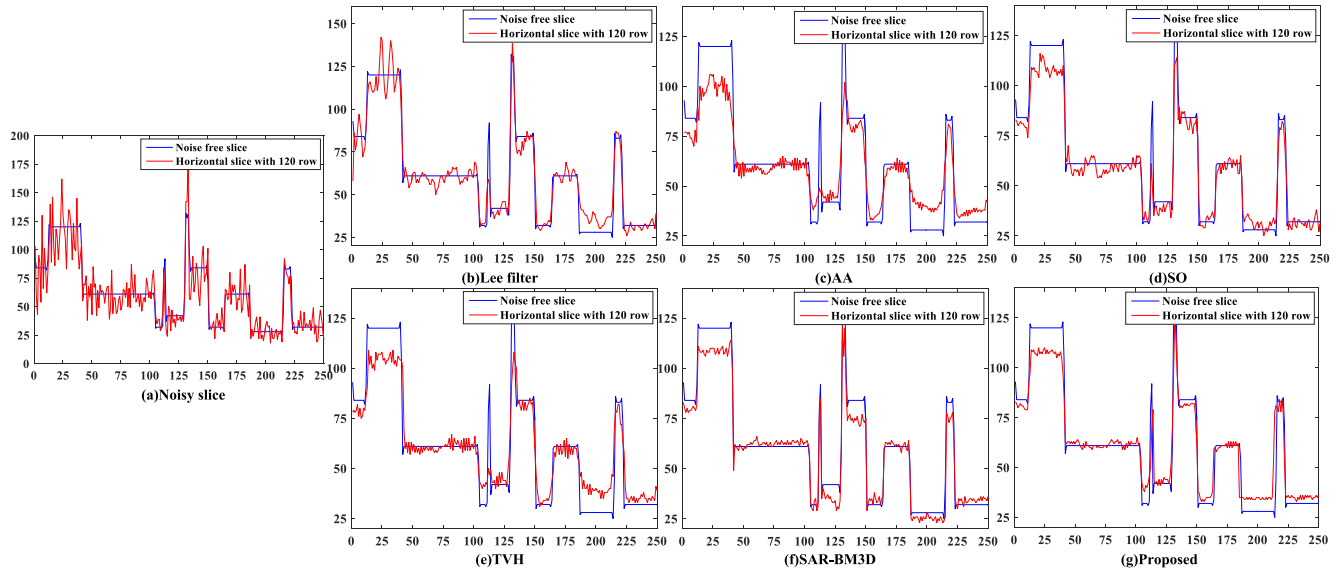 Noise free slice
Horizontal slice with 120 row
150
125
100
75
50
25
0 25 50 75 100 125 150 175 200 225 250
(b)Lee filter
Noise free slice
Horizontal slice with 120 row
125
100
75
50
25
0 25 50 75 100 125 150 175 200 225 250
(c)AA
Noise free slice
Horizontal slice with 120 row
125
100
75
50
25
0 25 50 75 100 125 150 175 200 225 250
(d)SO
Noise free slice
Horizontal slice with 120 row
200
175
150
125
100
75
50
25
0
0 25 50 75 100 125 150 175 200 225 250
(a)Noisy slice
Noise free slice
Horizontal slice with 120 row
125
100
75
50
25
0 25 50 75 100 125 150 175 200 225 250
(e)TVH
Noise free slice
Horizontal slice with 120 row
125
100
75
50
25
0 25 50 75 100 125 150 175 200 225 250
(f)SAR-BM3D
Noise free slice
Horizontal slice with 120 row
125
100
75
50
25
0 25 50 75 100 125 150 175 200 225 250
(g)Proposed